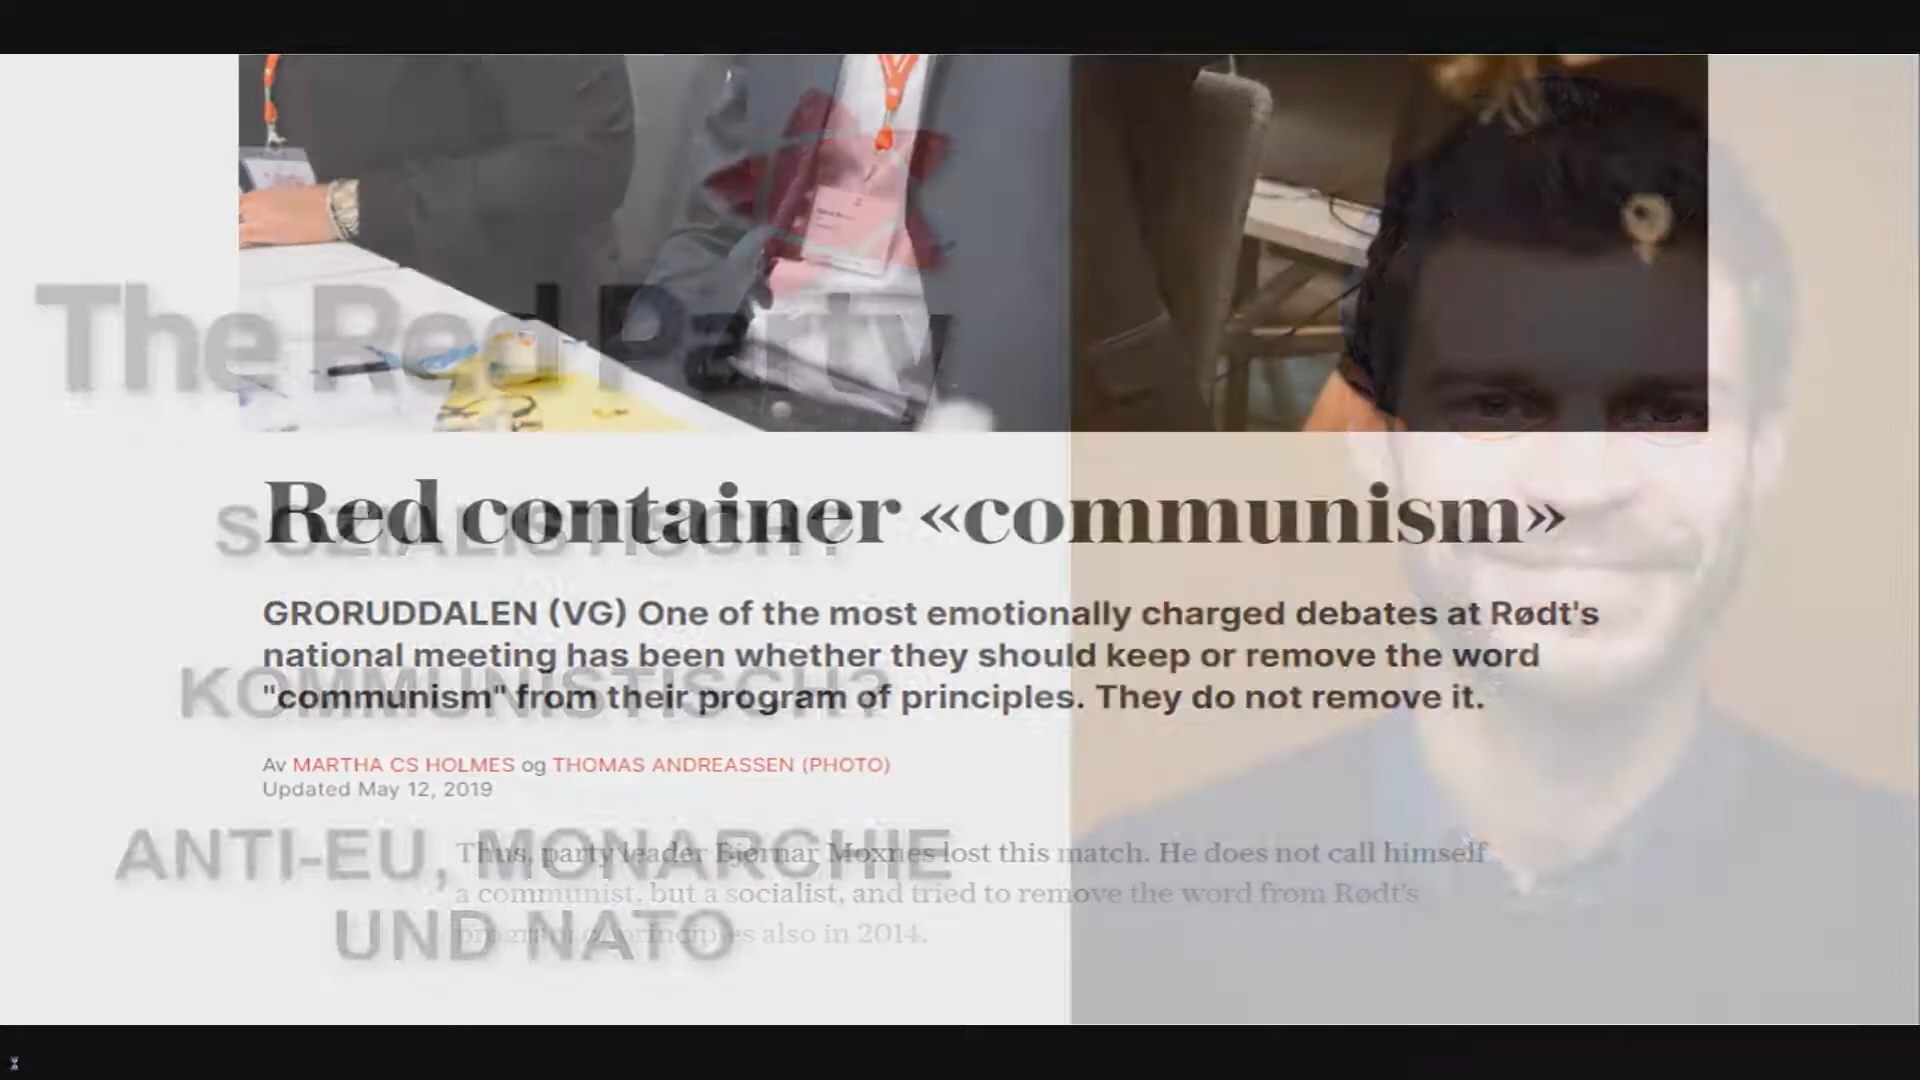 The Red Party
Red container «communism»
SOZIALISTISCH?
GRORUDDALEN (VG) One of the most emotionally charged debates at Rødt's
national meeting has been whether they should keep or remove the word
"communism" from their program of principles. They do not remove it.
KOMMUNISTISCH?
Av MARTHA CS HOLMES og THOMAS ANDREASSEN (PHOTO)
Updated May 12, 2019
ANTI-EU, MONARCHIE
UND NATO
Thus, party leader Bjørnar Moxnes lost this match. He does not call himself
a communist, but a socialist, and tried to remove the word from Rødt's
program of principles also in 2014.